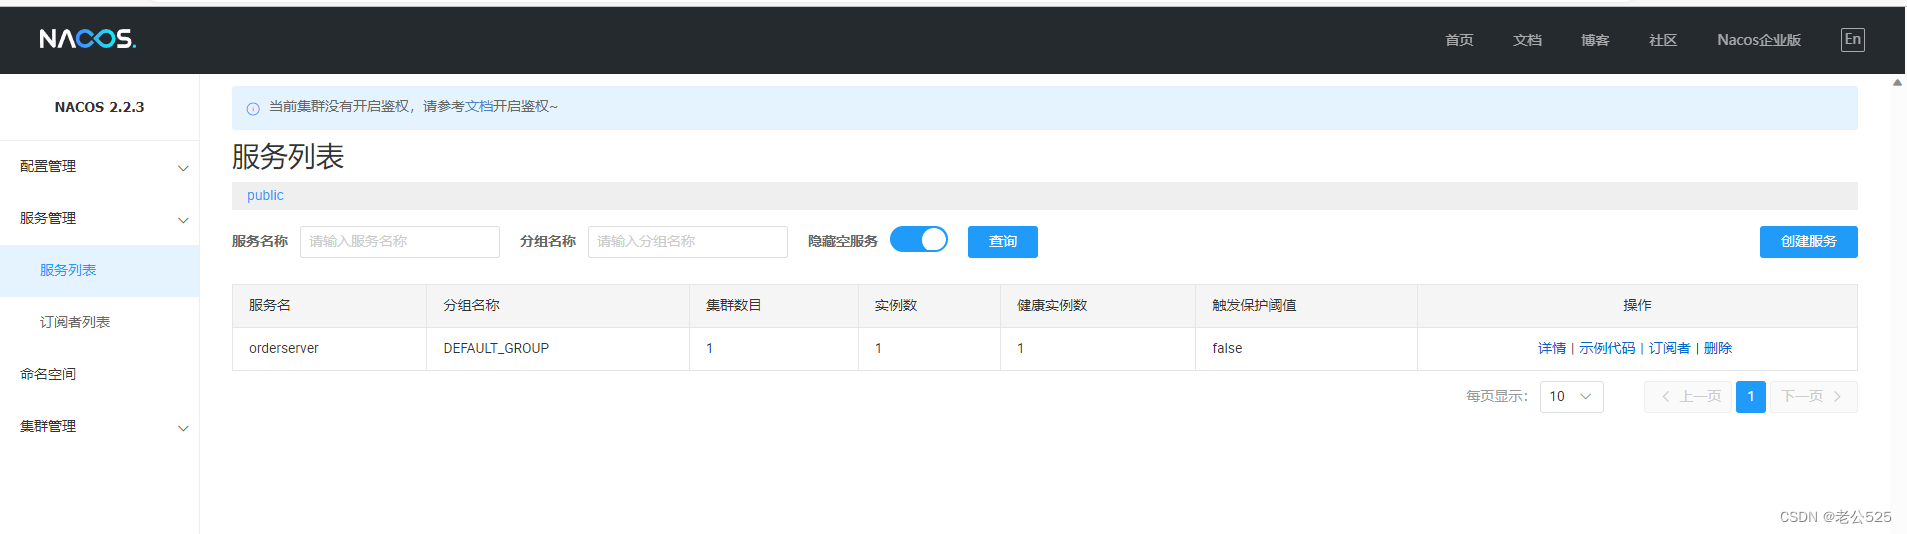 NACOS.
首页 文档 博客 社区 Nacos企业版 En
NACOS 2.2.3
当前集群没有开启鉴权，请参考文档开启鉴权~
配置管理
服务管理
服务列表
订阅者列表
命名空间
集群管理
服务列表
public
服务名称 请输入服务名称 分组名称 请输入分组名称 隐藏空服务 查询 创建服务
服务名 分组名称 集群数目 实例数 健康实例数 触发保护阈值 操作
orderserver DEFAULT_GROUP 1 1 1 false 详情 | 示例代码 | 订阅者 | 删除
每页显示： 10 上一页 1 下一页
CSDN @老公525